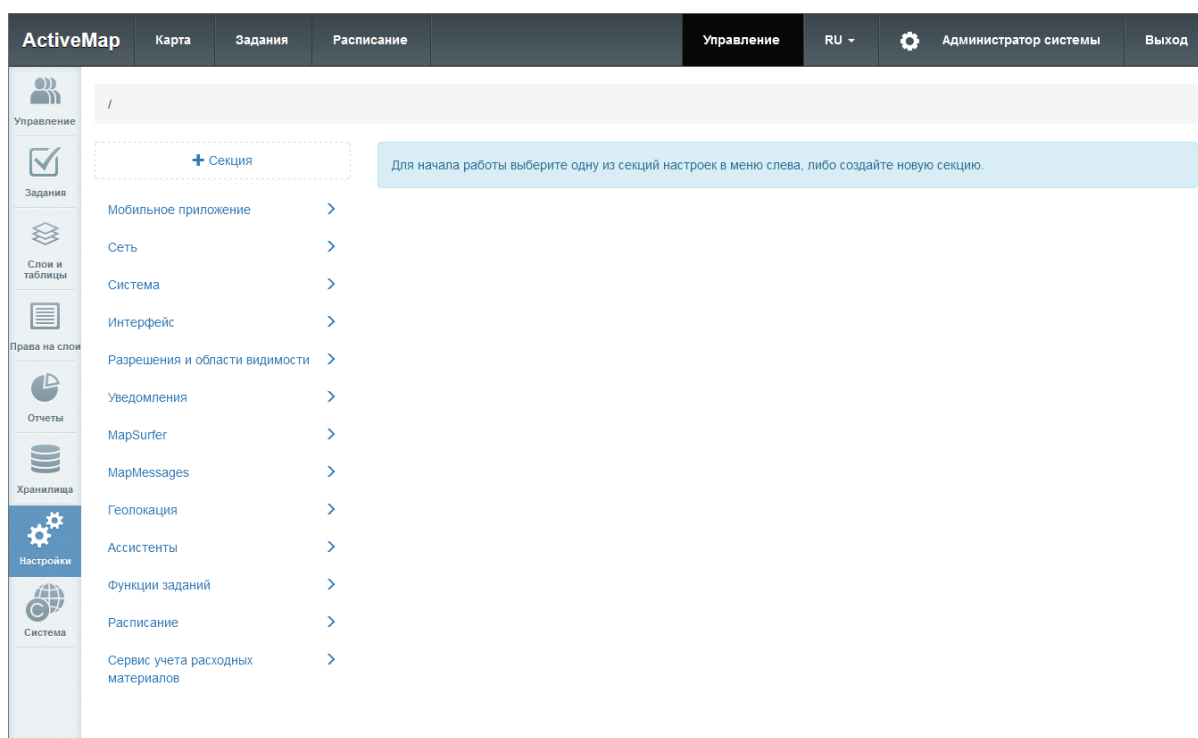 ActiveMap Карта Задания Расписание Управление RU Администратор системы Выход
Управление
Задания
Слои и
таблицы
Права на слои
Отчеты
Хранилища
Настройки
Система
/
Секция
Мобильное приложение
Сеть
Система
Интерфейс
Разрешения и области видимости
Уведомления
MapSurfer
MapMessages
Геолокация
Ассистенты
Функции заданий
Расписание
Сервис учета расходных
материалов
Для начала работы выберите одну из секций настроек в меню слева, либо создайте новую секцию.